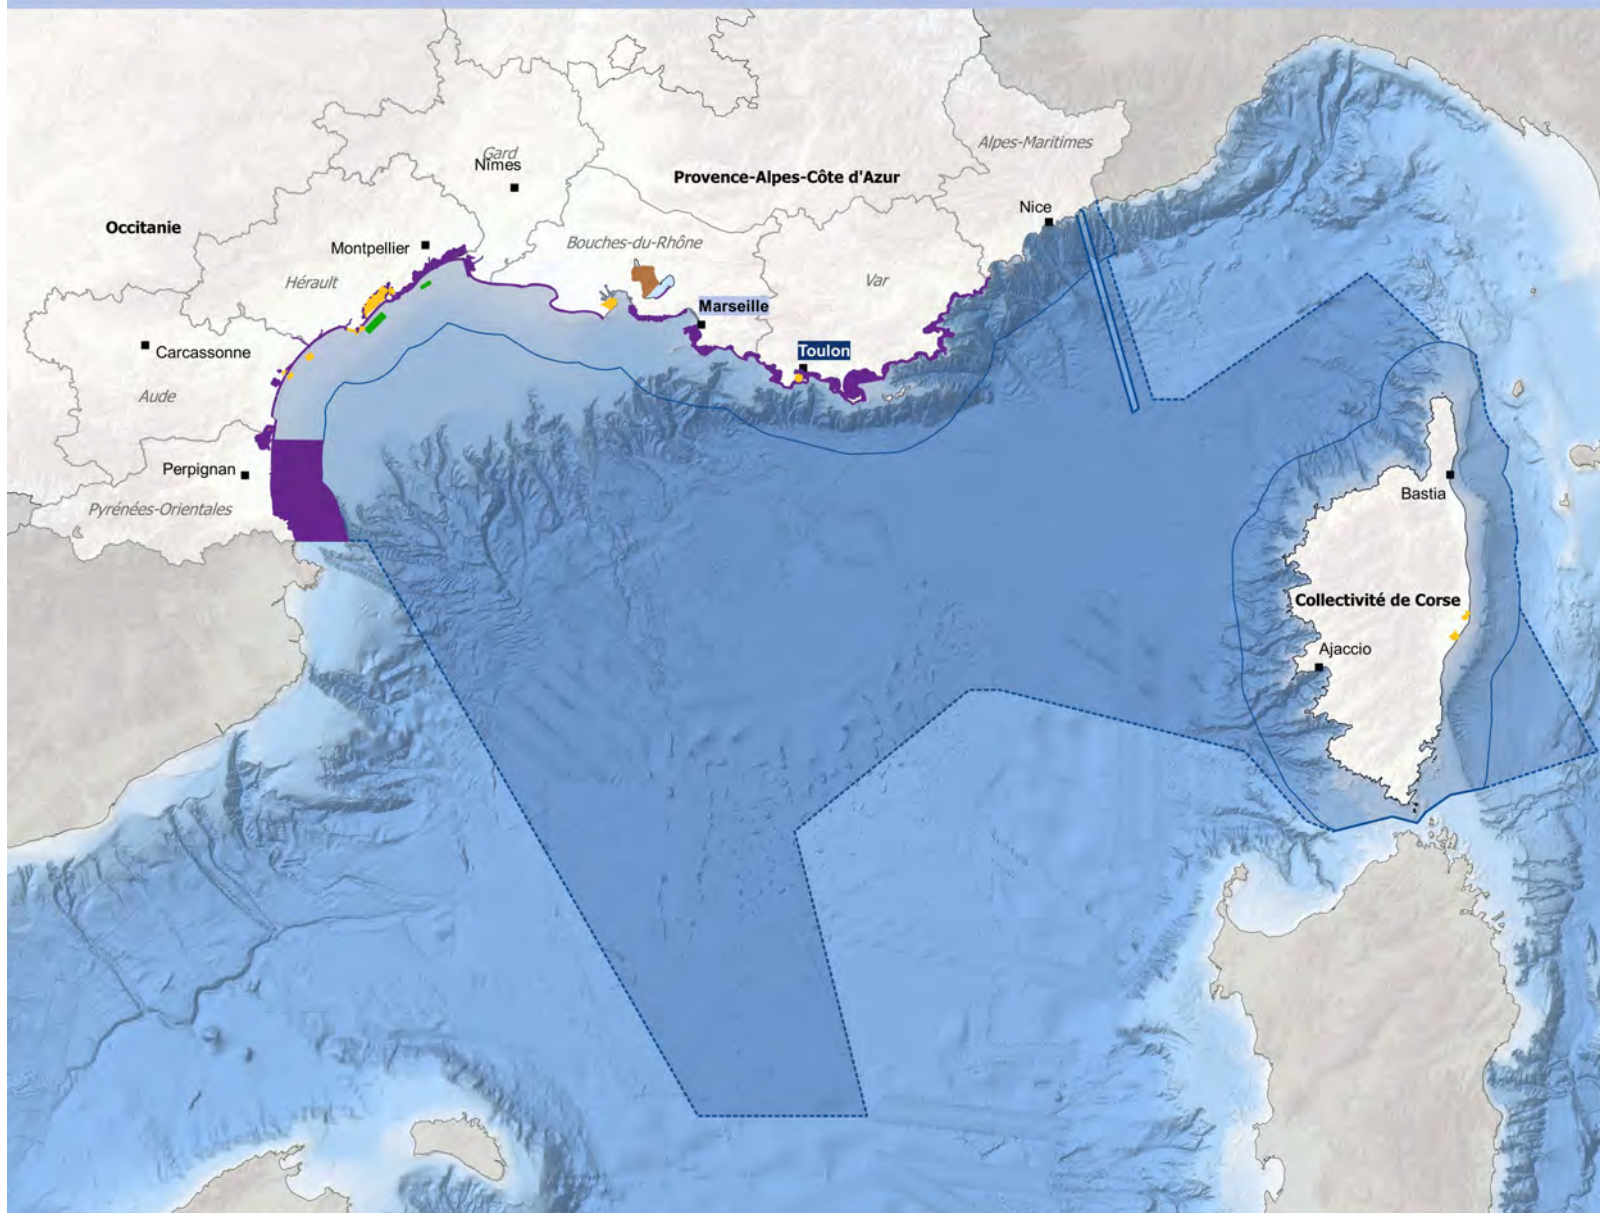 Alpes-Maritimes
Gard
Nîmes
Provence-Alpes-Côte d'Azur
Nice
Occitanie
Montpellier
Bouches-du-Rhône
Hérault
Var
Marseille
Carcassonne
Toulon
Aude
Perpignan
Bastia
Pyrénées-Orientales
Collectivité de Corse
Ajaccio